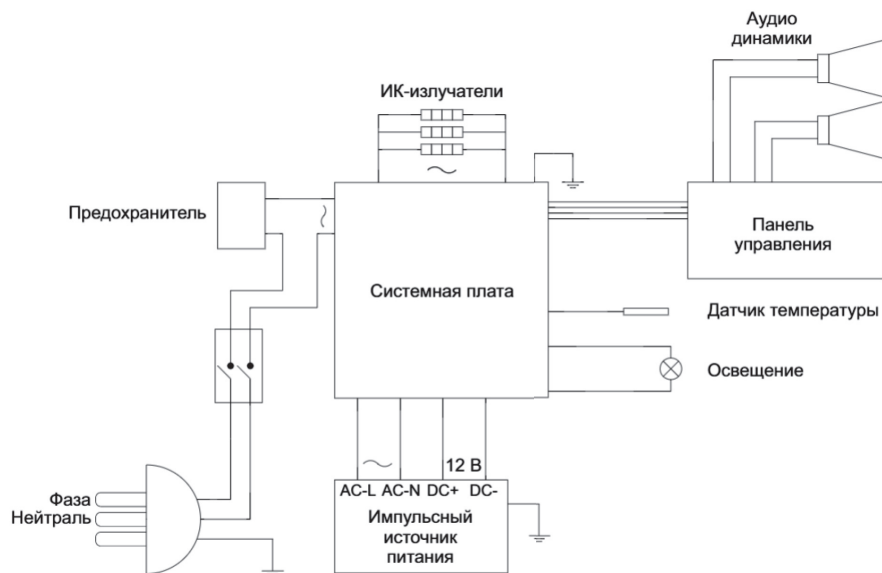 Аудио
динамики
ИК-излучатели
Предохранитель
Панель
управления
Системная плата
Датчик температуры
Освещение
12 В
AC-L AC-N DC+ DC-
Фаза
Нейтраль
Импульсный
источник
питания